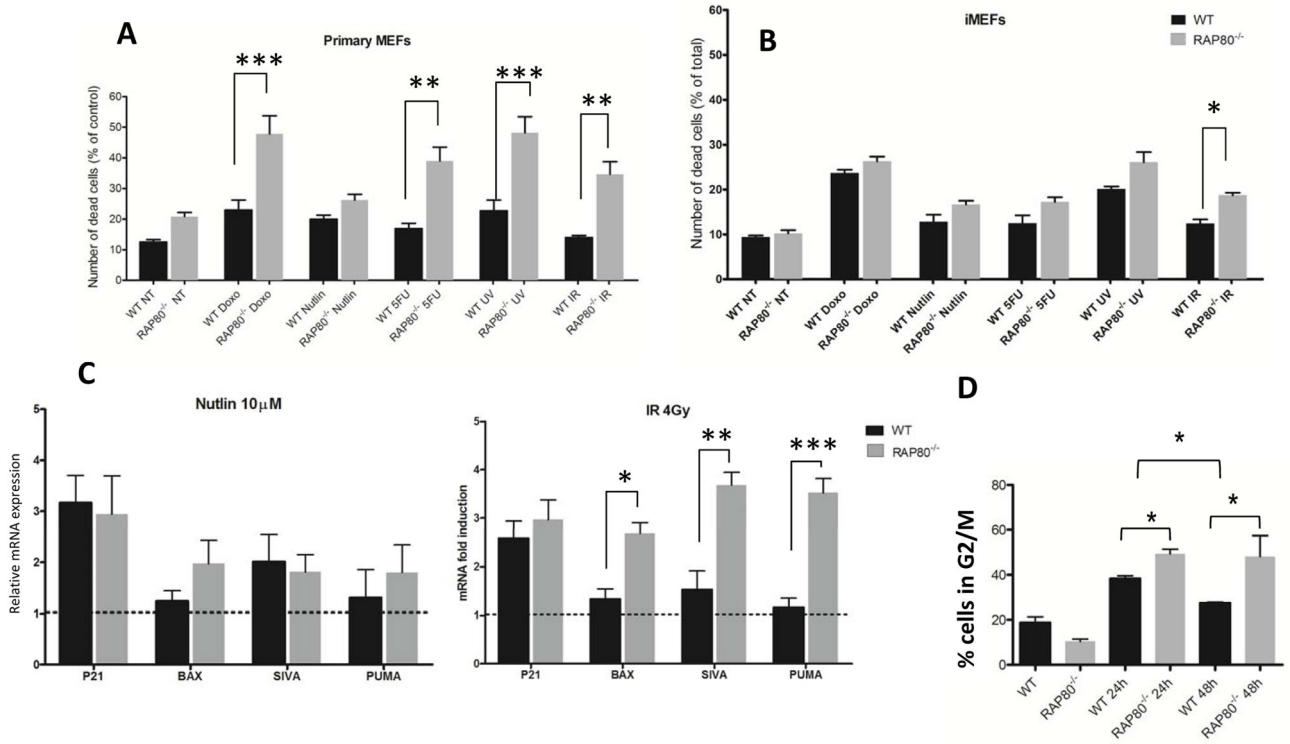 A
Primary MEFs
***
**
***
**
Number of dead cells (% of control)
60
50
40
30
20
10
0
WT NT
RAP80-/- NT
WT Doxo
RAP80-/- Doxo
WT Nutlin
RAP80-/- Nutlin
WT 5FU
RAP80-/- 5FU
WT UV
RAP80-/- UV
WT IR
RAP80-/- IR
B
iMEFs
WT
RAP80-/-
*
Number of dead cells (% of total)
60
50
40
30
20
10
0
WT NT
RAP80-/- NT
WT Doxo
RAP80-/- Doxo
WT Nutlin
RAP80-/- Nutlin
WT 5FU
RAP80-/- 5FU
WT UV
RAP80-/- UV
WT IR
RAP80-/- IR
C
Nutlin 10μM
Relative mRNA expression
5
4
3
2
1
0
P21
BAX
SIVA
PUMA
IR 4Gy
WT
RAP80-/-
*
**
***
mRNA fold induction
5
4
3
2
1
0
P21
BAX
SIVA
PUMA
D
*
*
*
% cells in G2/M
80
60
40
20
0
WT
RAP80-/-
WT 24h
RAP80-/- 24h
WT 48h
RAP80-/- 48h